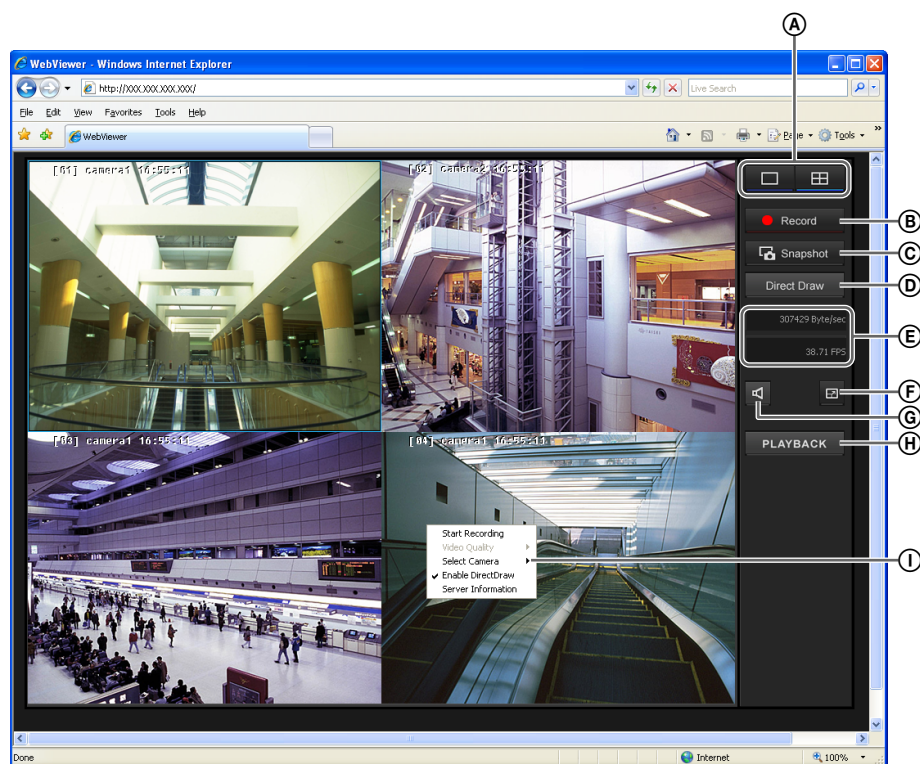 A
WebViewer - Windows Internet Explorer
http://XXX.XXX.XXX.XXX/
Live Search
File Edit View Favorites Tools Help
WebViewer
Page Tools
[01] camera1 16:55:11
[02] camera2 16:55:11
B
Record
C
Snapshot
D
Direct Draw
307429 Byte/sec
E
38.71 FPS
F
G
H
PLAYBACK
[03] camera1 16:55:11
[04] camera1 16:55:11
Start Recording
Video Quality
Select Camera
I
Enable DirectDraw
Server Information
Done
Internet
100%